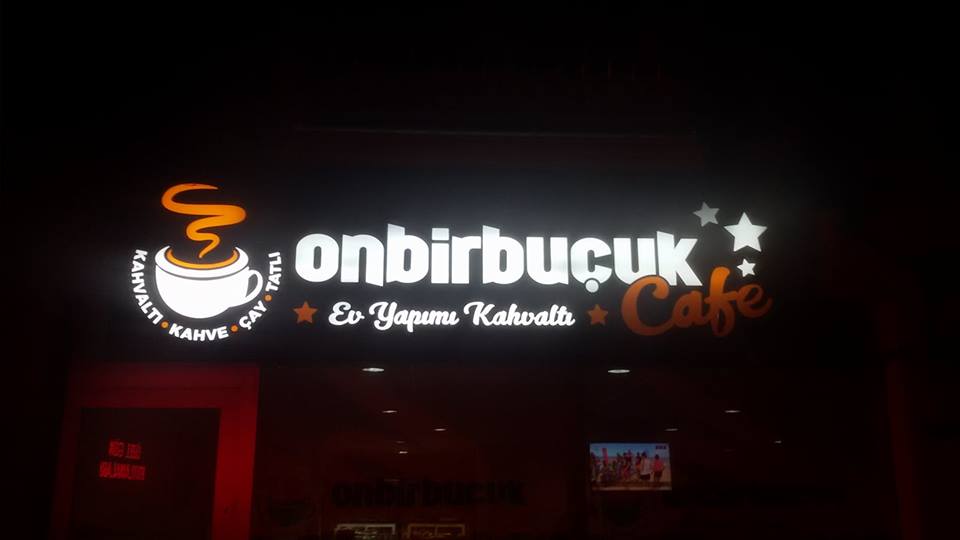 onbirbuçuk
Cafe
Ev Yapımı Kahvaltı
KAHVALTI • KAHVE • ÇAY • TATLI
onbirbuçuk